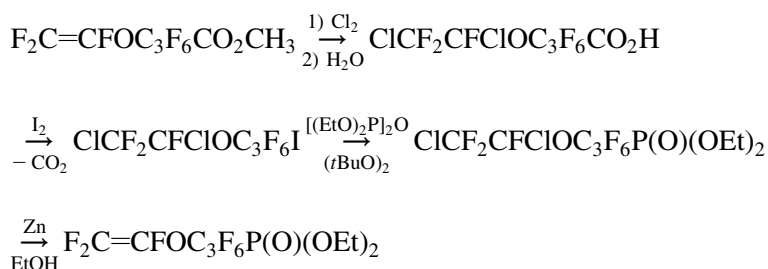 F₂C=CFOC₃F₆CO₂CH₃ 1) Cl₂ → 2) H₂O ClCF₂CFClOC₃F₆CO₂H
I₂ → − CO₂ ClCF₂CFClOC₃F₆I [(EtO)₂P]₂O → (tBuO)₂ ClCF₂CFClOC₃F₆P(O)(OEt)₂
Zn → EtOH F₂C=CFOC₃F₆P(O)(OEt)₂